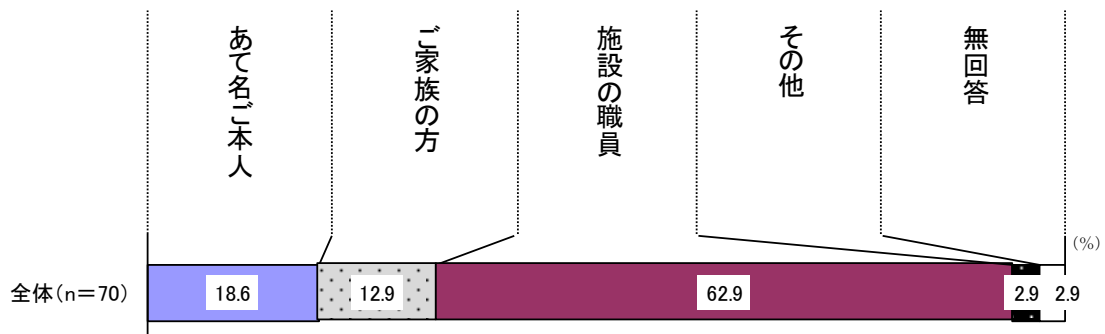 あて名ご本人
ご家族の方
施設の職員
その他
無回答
(%)
全体(n=70)
18.6
12.9
62.9
2.9
2.9